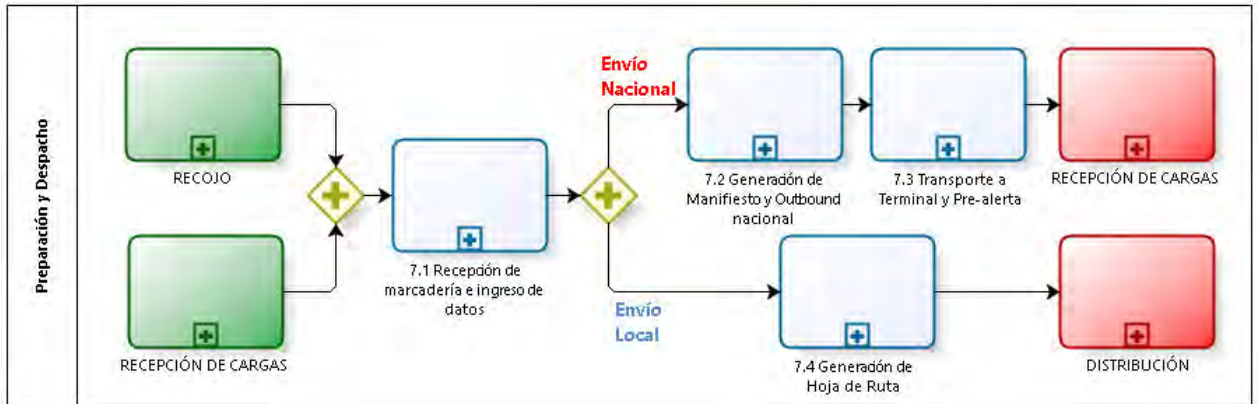 Preparación y Despacho
RECOJO
RECEPCIÓN DE CARGAS
7.1 Recepción de
marcadería e ingreso de
datos
Envío
Nacional
7.2 Generación de
Manifiesto y Outbound
nacional
7.3 Transporte a
Terminal y Pre-alerta
RECEPCIÓN DE CARGAS
Envío
Local
7.4 Generación de
Hoja de Ruta
DISTRIBUCIÓN